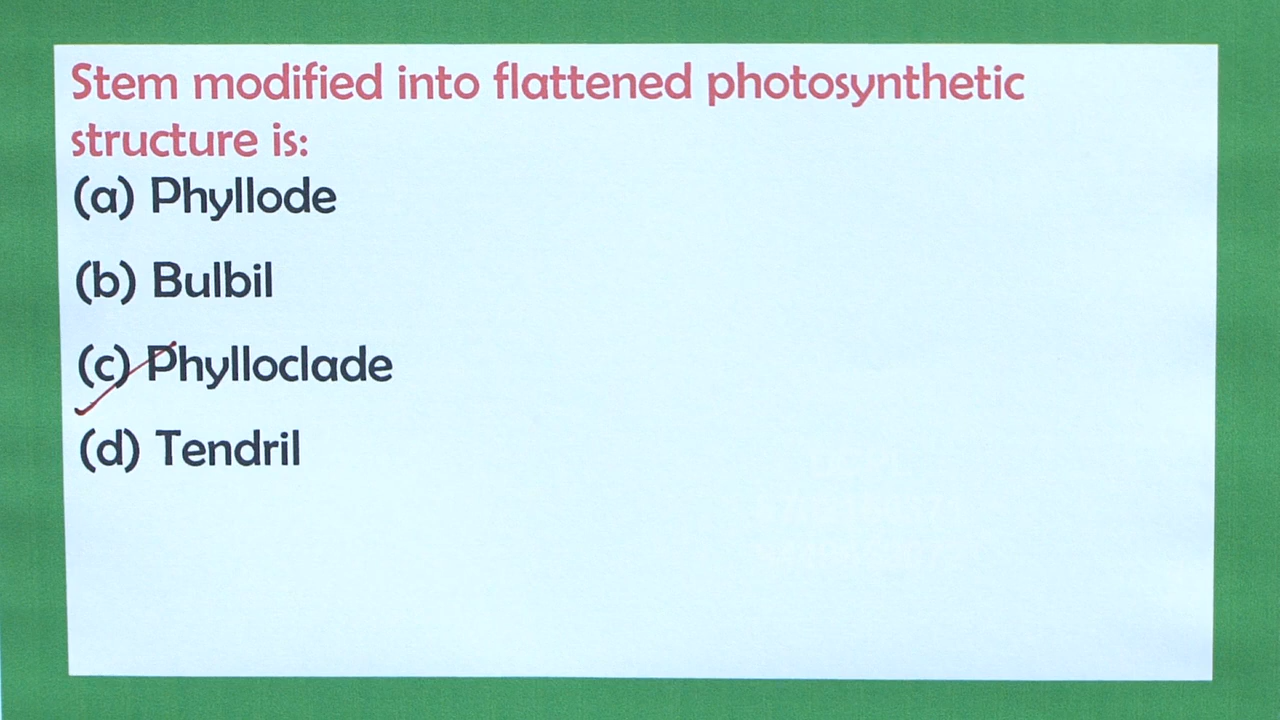 Stem modified into flattened photosynthetic
structure is:
(a) Phyllode
(b) Bulbil
(c) Phylloclade
(d) Tendril